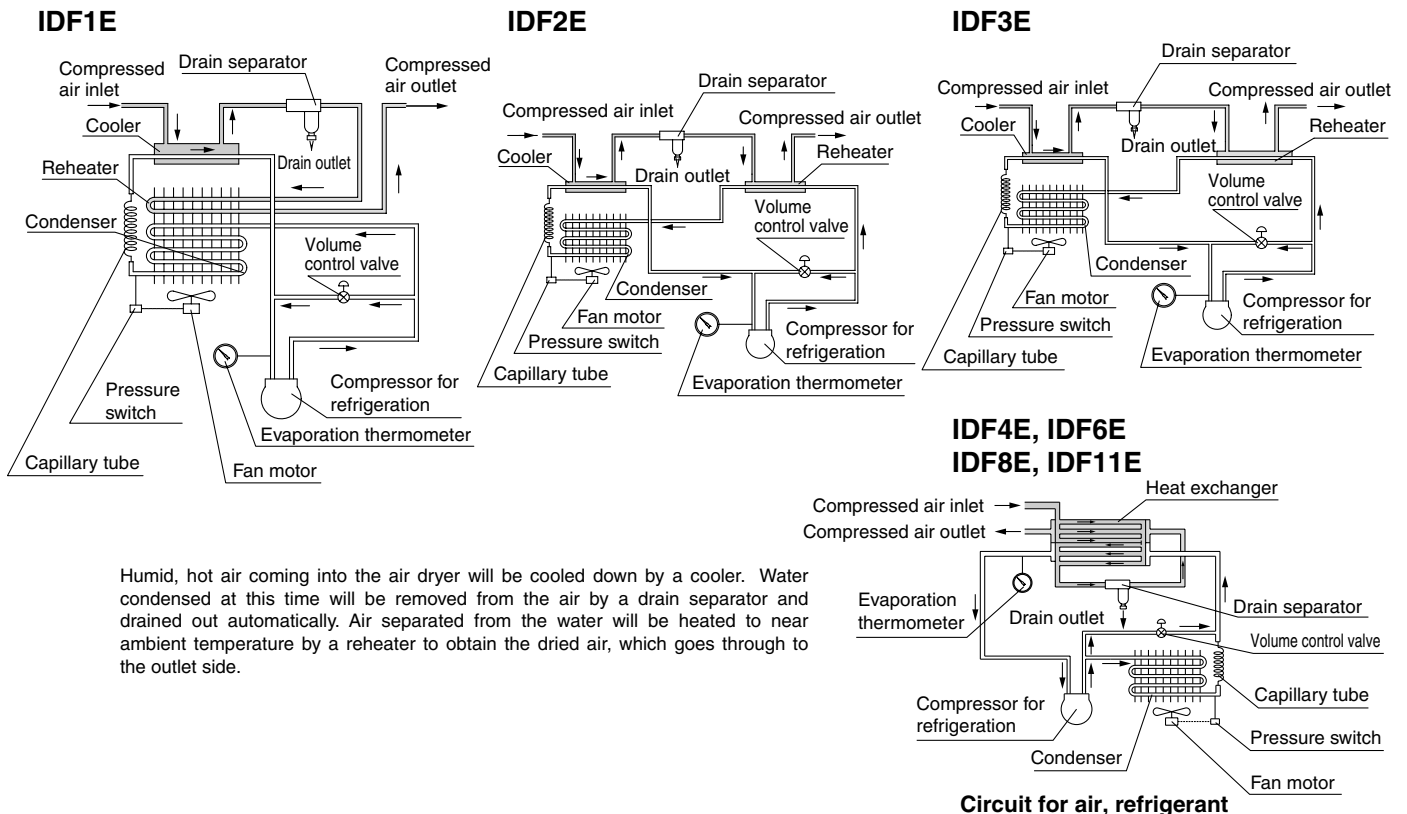 IDF1E
Compressed
air inlet
Drain separator
Compressed
air outlet
Cooler
Drain outlet
Reheater
Condenser
Volume
control valve
Pressure
switch
Compressor for
refrigeration
Evaporation thermometer
Capillary tube
Fan motor
IDF2E
Drain separator
Compressed air inlet
Compressed air outlet
Cooler
Drain outlet
Reheater
Volume
control valve
Condenser
Fan motor
Pressure switch
Compressor for
refrigeration
Capillary tube
Evaporation thermometer
IDF3E
Drain separator
Compressed air inlet
Compressed air outlet
Cooler
Drain outlet
Reheater
Volume
control valve
Condenser
Fan motor
Pressure switch
Compressor for
refrigeration
Capillary tube
Evaporation thermometer
IDF4E, IDF6E
IDF8E, IDF11E
Heat exchanger
Compressed air inlet
Compressed air outlet
Evaporation
thermometer
Drain outlet
Drain separator
Volume control valve
Capillary tube
Compressor for
refrigeration
Pressure switch
Condenser
Fan motor
Circuit for air, refrigerant
Humid, hot air coming into the air dryer will be cooled down by a cooler. Water
condensed at this time will be removed from the air by a drain separator and
drained out automatically. Air separated from the water will be heated to near
ambient temperature by a reheater to obtain the dried air, which goes through to
the outlet side.